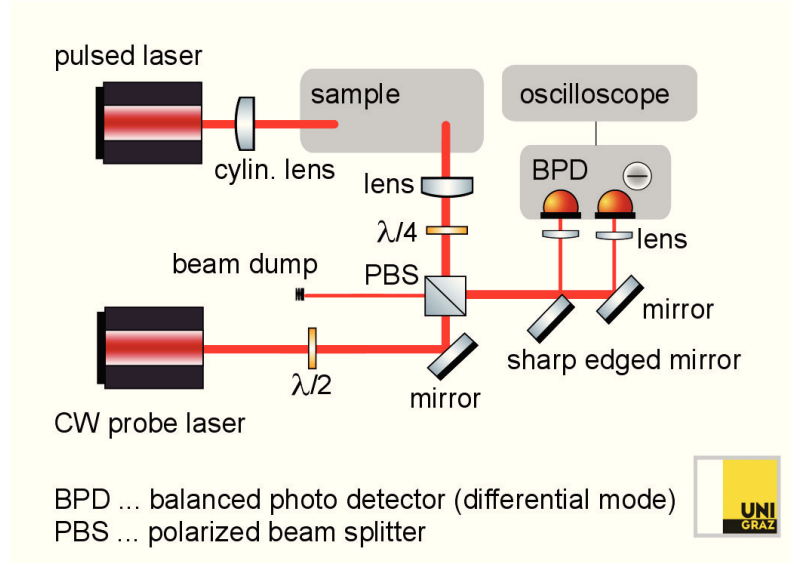 pulsed laser
sample
oscilloscope
cylin. lens
BPD
lens
λ/4
lens
beam dump
PBS
mirror
sharp edged mirror
λ/2
mirror
CW probe laser
BPD ... balanced photo detector (differential mode)
PBS ... polarized beam splitter
UNI
GRAZ